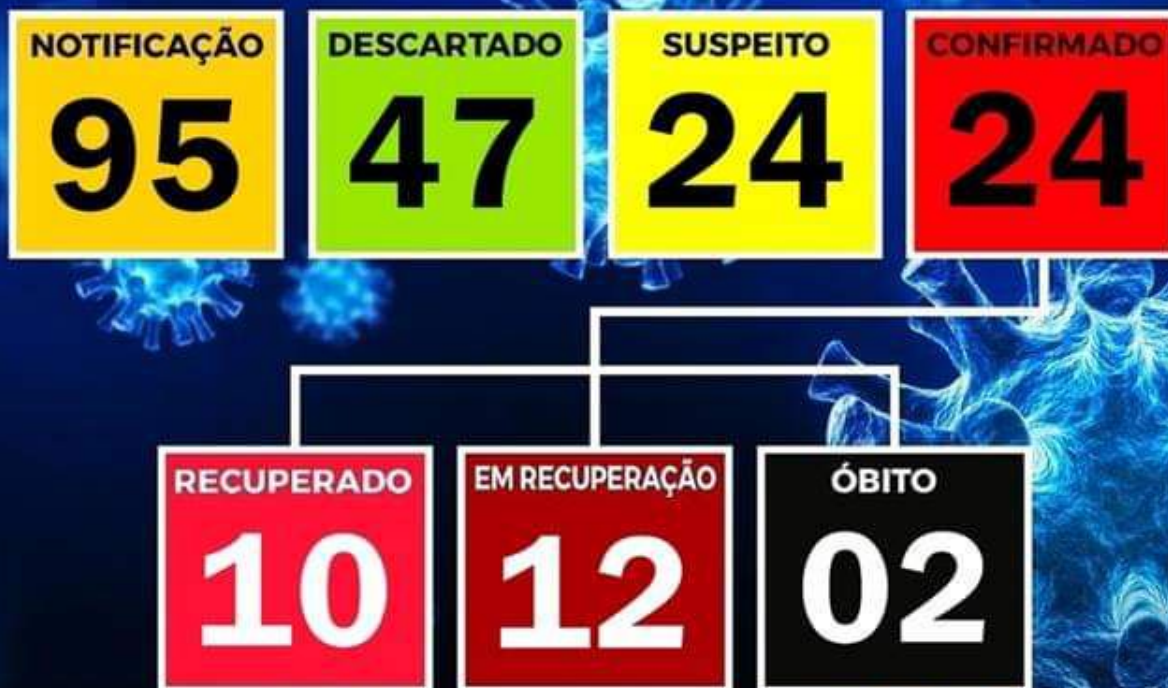 NOTIFICAÇÃO
95
DESCARTADO
47
SUSPEITO
24
CONFIRMADO
24
RECUPERADO
10
EM RECUPERAÇÃO
12
ÓBITO
02